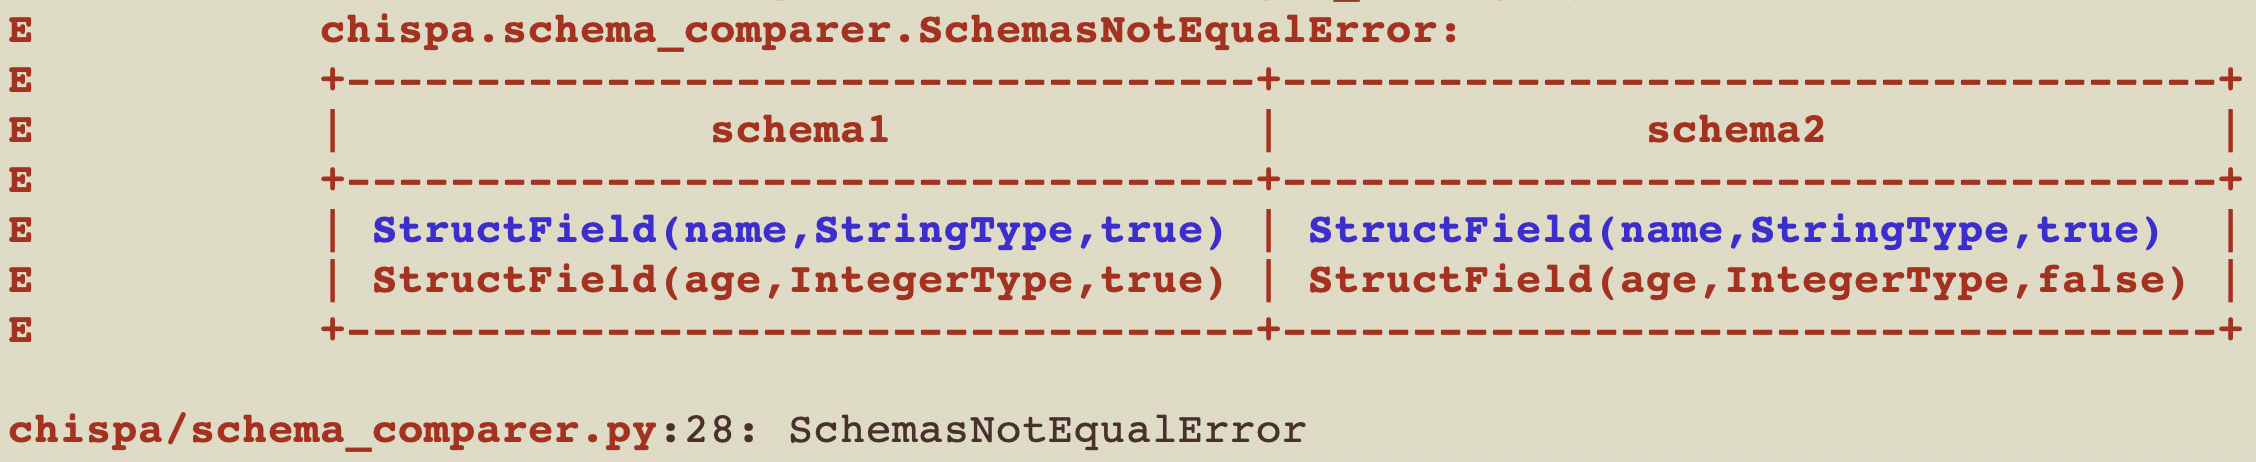 E           chispa.schema_comparer.SchemasNotEqualError:
E           +-----------------------------------+------------------------------------+
E           |              schema1              |              schema2               |
E           +-----------------------------------+------------------------------------+
E           | StructField(name,StringType,true) | StructField(name,StringType,true)  |
E           | StructField(age,IntegerType,true) | StructField(age,IntegerType,false) |
E           +-----------------------------------+------------------------------------+
chispa/schema_comparer.py:28: SchemasNotEqualError